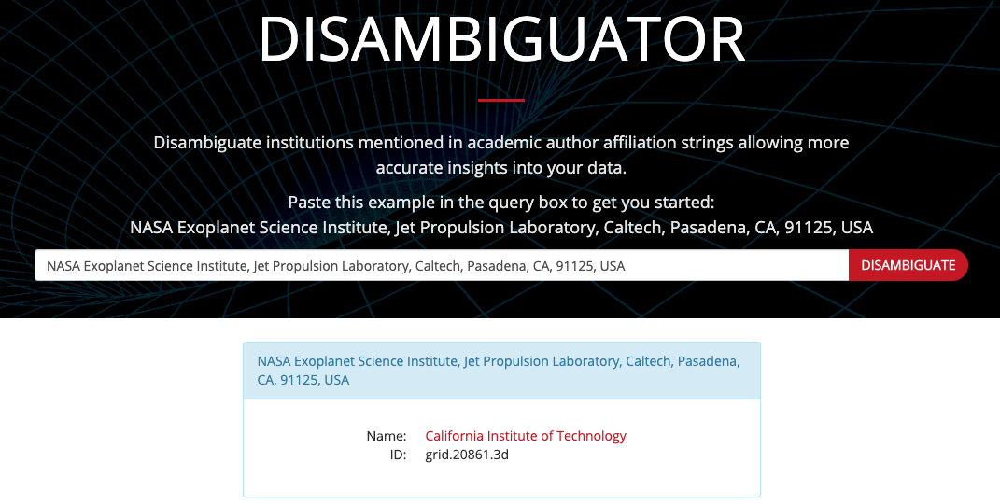 DISAMBIGUATOR
Disambiguate institutions mentioned in academic author affiliation strings allowing more
accurate insights into your data.
Paste this example in the query box to get you started:
NASA Exoplanet Science Institute, Jet Propulsion Laboratory, Caltech, Pasadena, CA, 91125, USA
NASA Exoplanet Science Institute, Jet Propulsion Laboratory, Caltech, Pasadena, CA, 91125, USA DISAMBIGUATE
NASA Exoplanet Science Institute, Jet Propulsion Laboratory, Caltech, Pasadena,
CA, 91125, USA
Name: California Institute of Technology
ID: grid.20861.3d